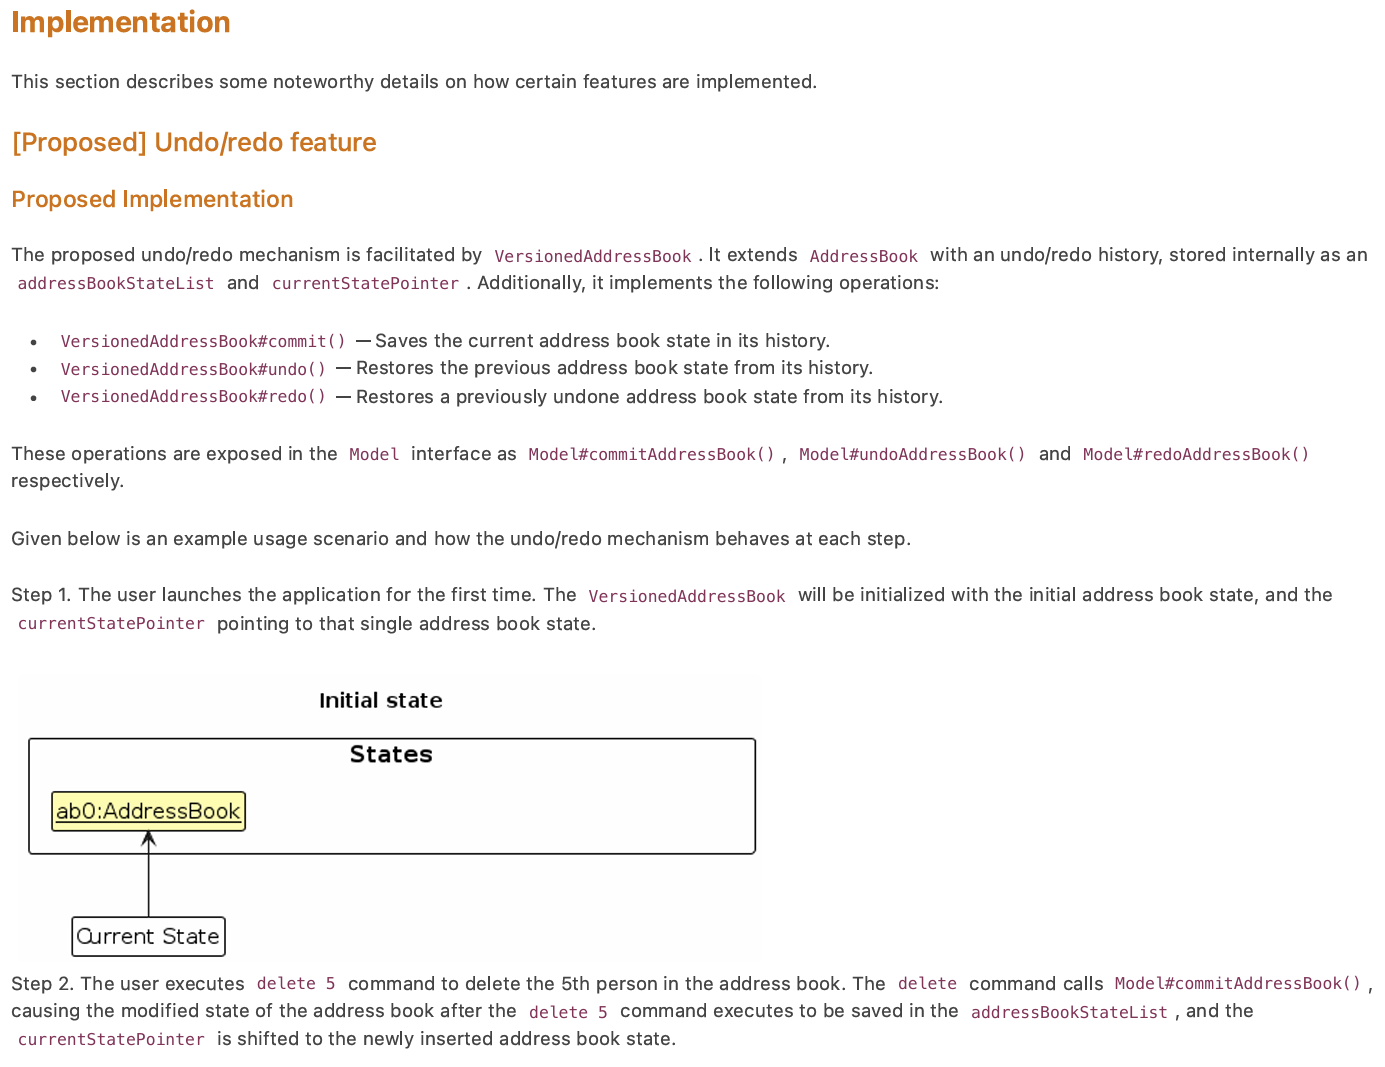 Implementation
This section describes some noteworthy details on how certain features are implemented.
[Proposed] Undo/redo feature
Proposed Implementation
The proposed undo/redo mechanism is facilitated by VersionedAddressBook . It extends AddressBook with an undo/redo history, stored internally as an
addressBookStateList and currentStatePointer . Additionally, it implements the following operations:
• VersionedAddressBook#commit() — Saves the current address book state in its history.
• VersionedAddressBook#undo() — Restores the previous address book state from its history.
• VersionedAddressBook#redo() — Restores a previously undone address book state from its history.
These operations are exposed in the Model interface as Model#commitAddressBook() , Model#undoAddressBook() and Model#redoAddressBook()
respectively.
Given below is an example usage scenario and how the undo/redo mechanism behaves at each step.
Step 1. The user launches the application for the first time. The VersionedAddressBook will be initialized with the initial address book state, and the
currentStatePointer pointing to that single address book state.
Initial state
States
ab0:AddressBook
Current State
Step 2. The user executes delete 5 command to delete the 5th person in the address book. The delete command calls Model#commitAddressBook() ,
causing the modified state of the address book after the delete 5 command executes to be saved in the addressBookStateList , and the
currentStatePointer is shifted to the newly inserted address book state.